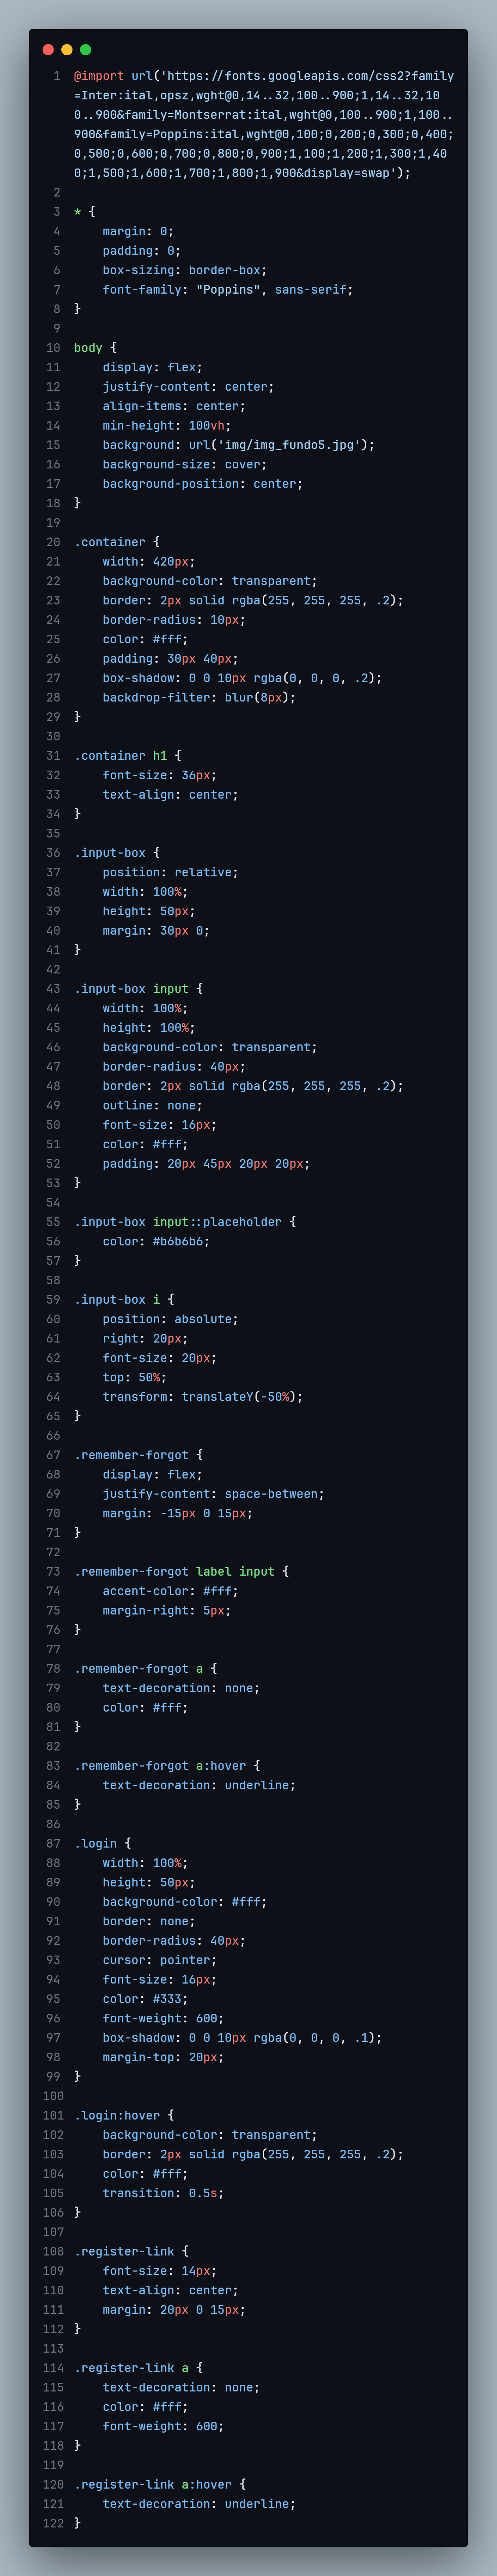 1 @import url('https://fonts.googleapis.com/css2?family
=Inter:ital,opsz,wght@0,14..32,100..900;1,14..32,10
0..900&family=Montserrat:ital,wght@0,100..900;1,100..
900&family=Poppins:ital,wght@0,100;0,200;0,300;0,400;
0,500;0,600;0,700;0,800;0,900;1,100;1,200;1,300;1,40
0;1,500;1,600;1,700;1,800;1,900&display=swap');
2
3 * {
4     margin: 0;
5     padding: 0;
6     box-sizing: border-box;
7     font-family: "Poppins", sans-serif;
8 }
9
10 body {
11     display: flex;
12     justify-content: center;
13     align-items: center;
14     min-height: 100vh;
15     background: url('img/img_fundo5.jpg');
16     background-size: cover;
17     background-position: center;
18 }
19
20 .container {
21     width: 420px;
22     background-color: transparent;
23     border: 2px solid rgba(255, 255, 255, .2);
24     border-radius: 10px;
25     color: #fff;
26     padding: 30px 40px;
27     box-shadow: 0 0 10px rgba(0, 0, 0, .2);
28     backdrop-filter: blur(8px);
29 }
30
31 .container h1 {
32     font-size: 36px;
33     text-align: center;
34 }
35
36 .input-box {
37     position: relative;
38     width: 100%;
39     height: 50px;
40     margin: 30px 0;
41 }
42
43 .input-box input {
44     width: 100%;
45     height: 100%;
46     background-color: transparent;
47     border-radius: 40px;
48     border: 2px solid rgba(255, 255, 255, .2);
49     outline: none;
50     font-size: 16px;
51     color: #fff;
52     padding: 20px 45px 20px 20px;
53 }
54
55 .input-box input::placeholder {
56     color: #b6b6b6;
57 }
58
59 .input-box i {
60     position: absolute;
61     right: 20px;
62     font-size: 20px;
63     top: 50%;
64     transform: translateY(-50%);
65 }
66
67 .remember-forgot {
68     display: flex;
69     justify-content: space-between;
70     margin: -15px 0 15px;
71 }
72
73 .remember-forgot label input {
74     accent-color: #fff;
75     margin-right: 5px;
76 }
77
78 .remember-forgot a {
79     text-decoration: none;
80     color: #fff;
81 }
82
83 .remember-forgot a:hover {
84     text-decoration: underline;
85 }
86
87 .login {
88     width: 100%;
89     height: 50px;
90     background-color: #fff;
91     border: none;
92     border-radius: 40px;
93     cursor: pointer;
94     font-size: 16px;
95     color: #333;
96     font-weight: 600;
97     box-shadow: 0 0 10px rgba(0, 0, 0, .1);
98     margin-top: 20px;
99 }
100
101 .login:hover {
102     background-color: transparent;
103     border: 2px solid rgba(255, 255, 255, .2);
104     color: #fff;
105     transition: 0.5s;
106 }
107
108 .register-link {
109     font-size: 14px;
110     text-align: center;
111     margin: 20px 0 15px;
112 }
113
114 .register-link a {
115     text-decoration: none;
116     color: #fff;
117     font-weight: 600;
118 }
119
120 .register-link a:hover {
121     text-decoration: underline;
122 }